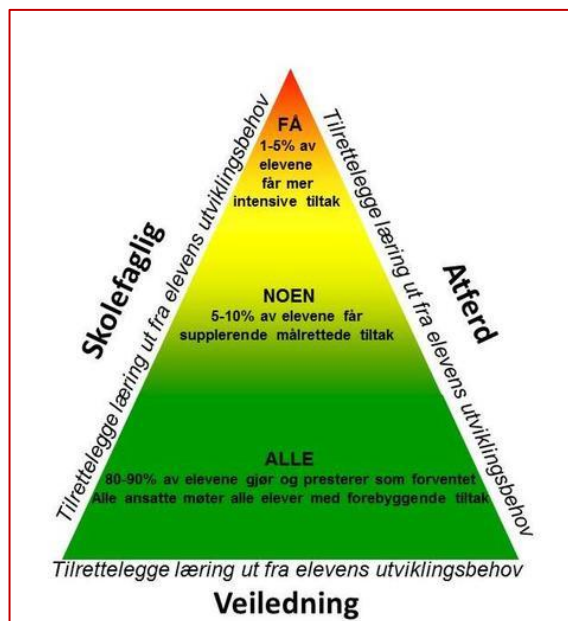 FÅ
1-5% av
elevene
får mer
intensive tiltak
Tilrettelegge læring ut fra elevens utviklingsbehov
Tilrettelegge læring ut fra elevens utviklingsbehov
Skolefaglig
Atferd
NOEN
5-10% av elevene får
supplerende målrettede tiltak
ALLE
80-90% av elevene gjør og presterer som forventet
Alle ansatte møter alle elever med forebyggende tiltak
Tilrettelegge læring ut fra elevens utviklingsbehov
Veiledning